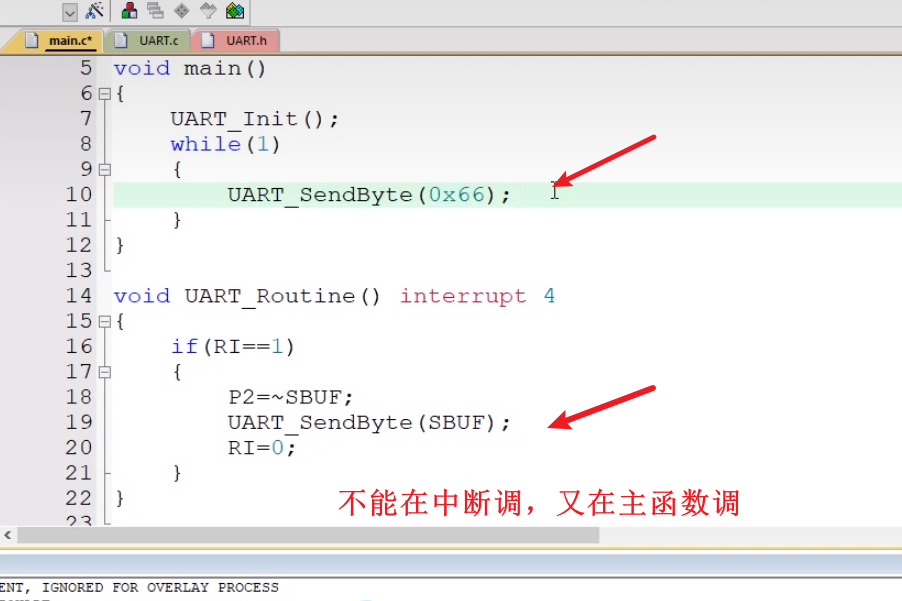 main.c* UART.c UART.h
5 void main()
6 {
7 UART_Init();
8 while(1)
9 {
10 UART_SendByte(0x66);
11 }
12 }
13
14 void UART_Routine() interrupt 4
15 {
16 if(RI==1)
17 {
18 P2=~SBUF;
19 UART_SendByte(SBUF);
20 RI=0;
21 }
22 }
23
不能在中断调，又在主函数调
ENT, IGNORED FOR OVERLAY PROCESS